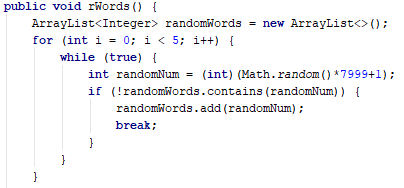 public void rWords() {
ArrayList<Integer> randomWords = new ArrayList<>();
for (int i = 0; i < 5; i++) {
while (true) {
int randomNum = (int)(Math.random()*7999+1);
if (!randomWords.contains(randomNum)) {
randomWords.add(randomNum);
break;
}
}
}